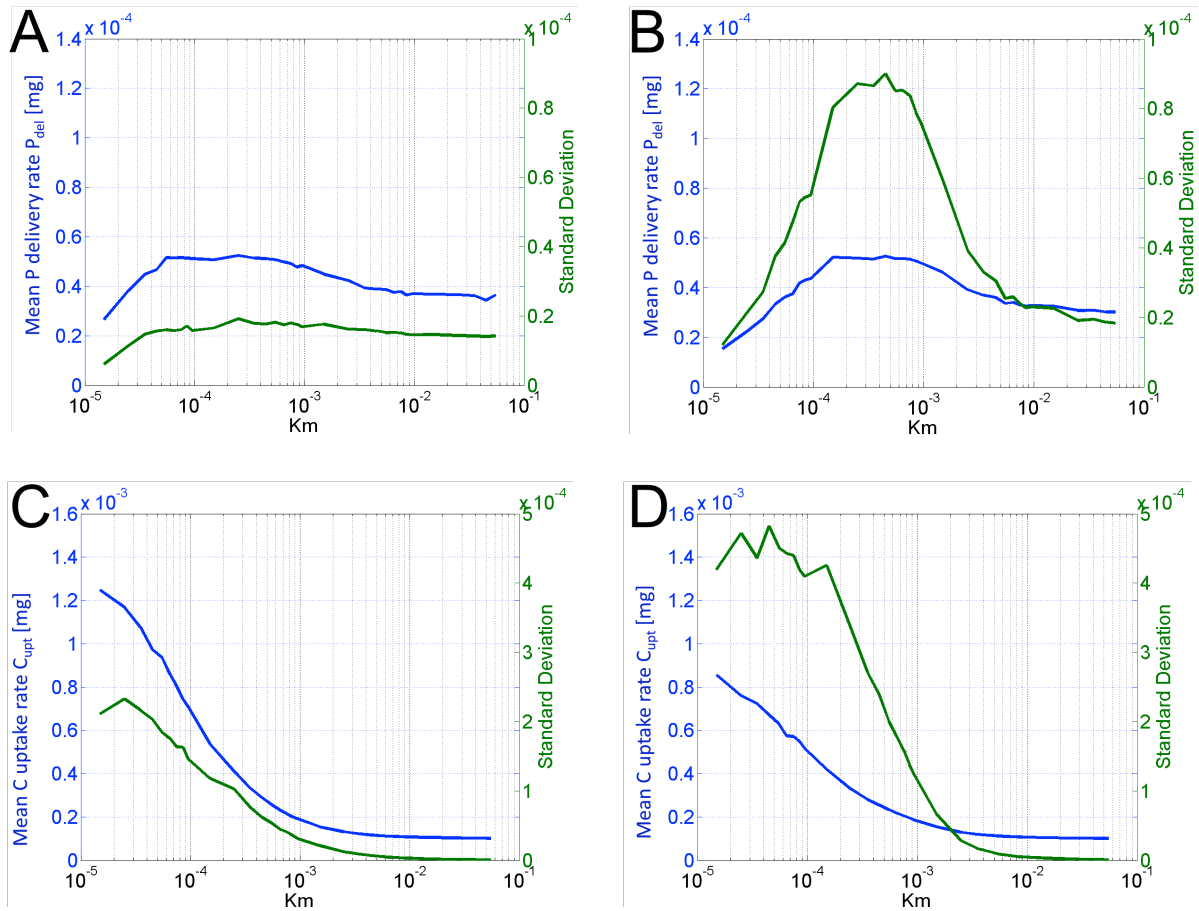 A
x 10⁻⁴
x 10⁻⁴
1.4
1.2
1
0.8
0.6
0.4
0.2
0
Mean P delivery rate P_del [mg]
1
0.8
0.6
0.4
0.2
0
Standard Deviation
10⁻⁵ 10⁻⁴ 10⁻³ 10⁻² 10⁻¹
Km
B
x 10⁻⁴
x 10⁻⁴
1.4
1.2
1
0.8
0.6
0.4
0.2
0
Mean P delivery rate P_del [mg]
1
0.8
0.6
0.4
0.2
0
Standard Deviation
10⁻⁵ 10⁻⁴ 10⁻³ 10⁻² 10⁻¹
Km
C
x 10⁻³
x 10⁻⁴
1.6
1.4
1.2
1
0.8
0.6
0.4
0.2
0
Mean C uptake rate C_upt [mg]
5
4
3
2
1
0
Standard Deviation
10⁻⁵ 10⁻⁴ 10⁻³ 10⁻² 10⁻¹
Km
D
x 10⁻³
x 10⁻⁴
1.6
1.4
1.2
1
0.8
0.6
0.4
0.2
0
Mean C uptake rate C_upt [mg]
5
4
3
2
1
0
Standard Deviation
10⁻⁵ 10⁻⁴ 10⁻³ 10⁻² 10⁻¹
Km